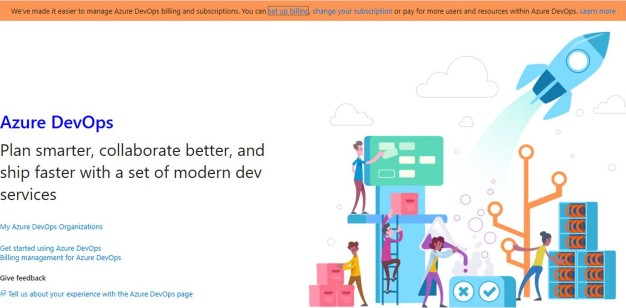 We've made it easier to manage Azure DevOps billing and subscriptions. You can set up billing, change your subscription or pay for more users and resources within Azure DevOps. Learn more
Azure DevOps
Plan smarter, collaborate better, and
ship faster with a set of modern dev
services
My Azure DevOps Organizations
Get started using Azure DevOps
Billing management for Azure DevOps
Give feedback
Tell us about your experience with the Azure DevOps page